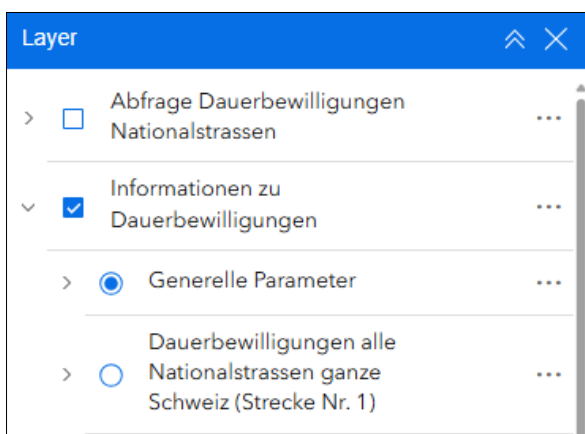 Layer
Abfrage Dauerbewilligungen
Nationalstrassen
Informationen zu
Dauerbewilligungen
Generelle Parameter
Dauerbewilligungen alle
Nationalstrassen ganze
Schweiz (Strecke Nr. 1)